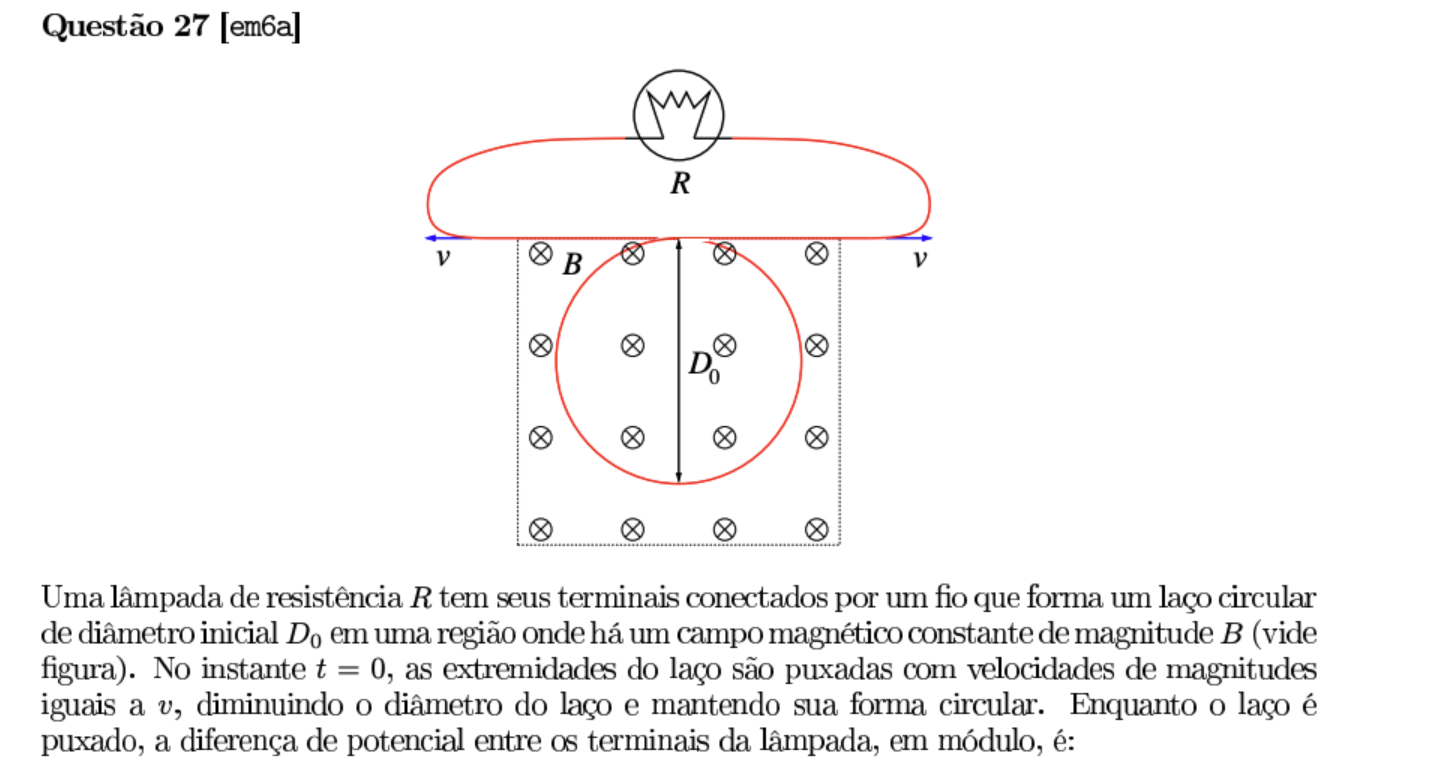 Questão 27 [em6a]
R
v
B
v
D₀
Uma lâmpada de resistência R tem seus terminais conectados por um fio que forma um laço circular
de diâmetro inicial D₀ em uma região onde há um campo magnético constante de magnitude B (vide
figura). No instante t = 0, as extremidades do laço são puxadas com velocidades de magnitudes
iguais a v, diminuindo o diâmetro do laço e mantendo sua forma circular. Enquanto o laço é
puxado, a diferença de potencial entre os terminais da lâmpada, em módulo, é: